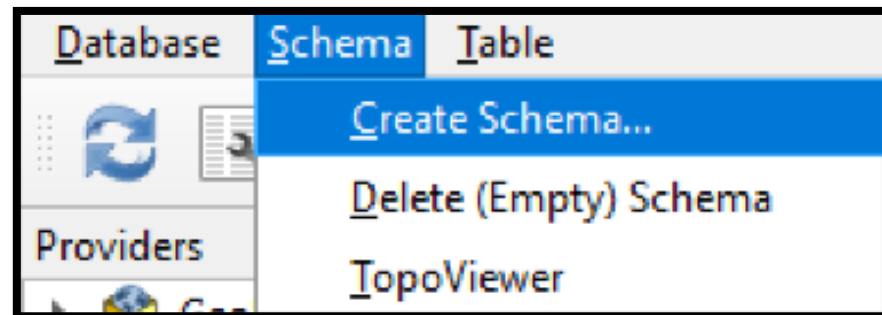 Database Schema Table
Create Schema...
Delete (Empty) Schema
Providers
TopoViewer